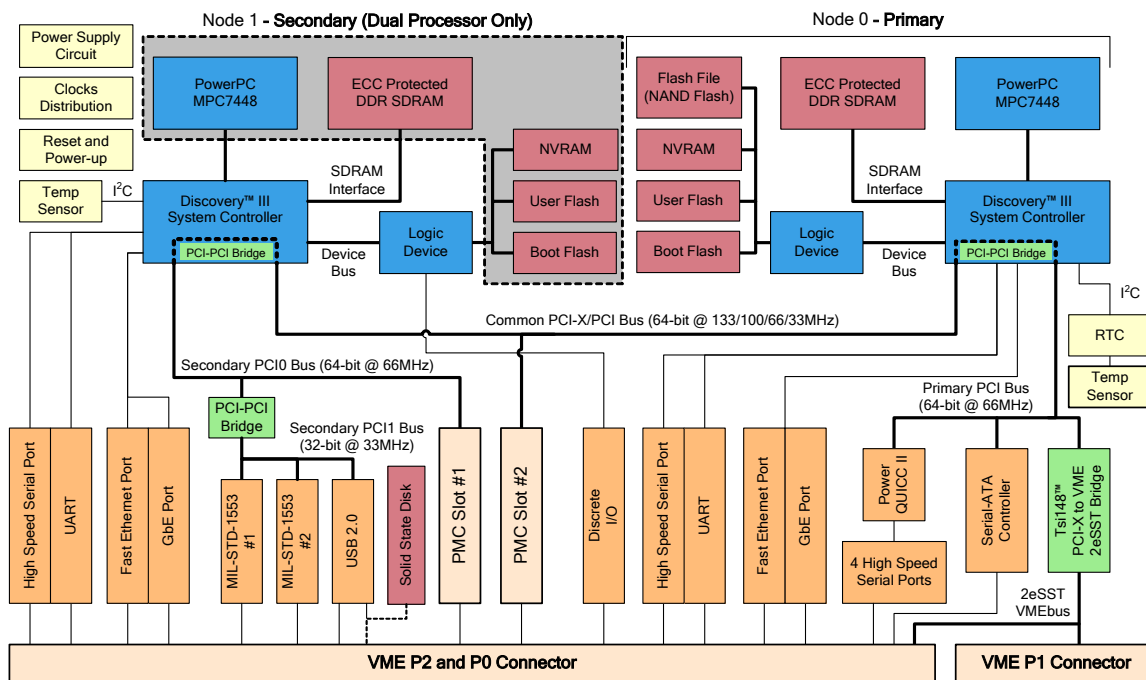 Node 1 - Secondary (Dual Processor Only)
Node 0 - Primary
Power Supply
Circuit
Clocks
Distribution
Reset and
Power-up
Temp
Sensor
I²C
PowerPC
MPC7448
ECC Protected
DDR SDRAM
NVRAM
User Flash
Boot Flash
SDRAM
Interface
Discovery™ III
System Controller
PCI-PCI Bridge
Device
Bus
Logic
Device
Flash File
(NAND Flash)
NVRAM
User Flash
Boot Flash
ECC Protected
DDR SDRAM
PowerPC
MPC7448
SDRAM
Interface
Logic
Device
Device
Bus
Discovery™ III
System Controller
PCI-PCI Bridge
I²C
RTC
Temp
Sensor
Common PCI-X/PCI Bus (64-bit @ 133/100/66/33MHz)
Secondary PCI0 Bus (64-bit @ 66MHz)
PCI-PCI
Bridge
Secondary PCI1 Bus
(32-bit @ 33MHz)
Primary PCI Bus
(64-bit @ 66MHz)
High Speed Serial Port
UART
Fast Ethernet Port
GbE Port
MIL-STD-1553
#1
MIL-STD-1553
#2
USB 2.0
Solid State Disk
PMC Slot #1
PMC Slot #2
Discrete
I/O
High Speed Serial Port
UART
Fast Ethernet Port
GbE Port
Power
QUICC II
4 High Speed
Serial Ports
Serial-ATA
Controller
Tsi148™
PCI-X to VME
2eSST Bridge
2eSST
VMEbus
VME P2 and P0 Connector
VME P1 Connector